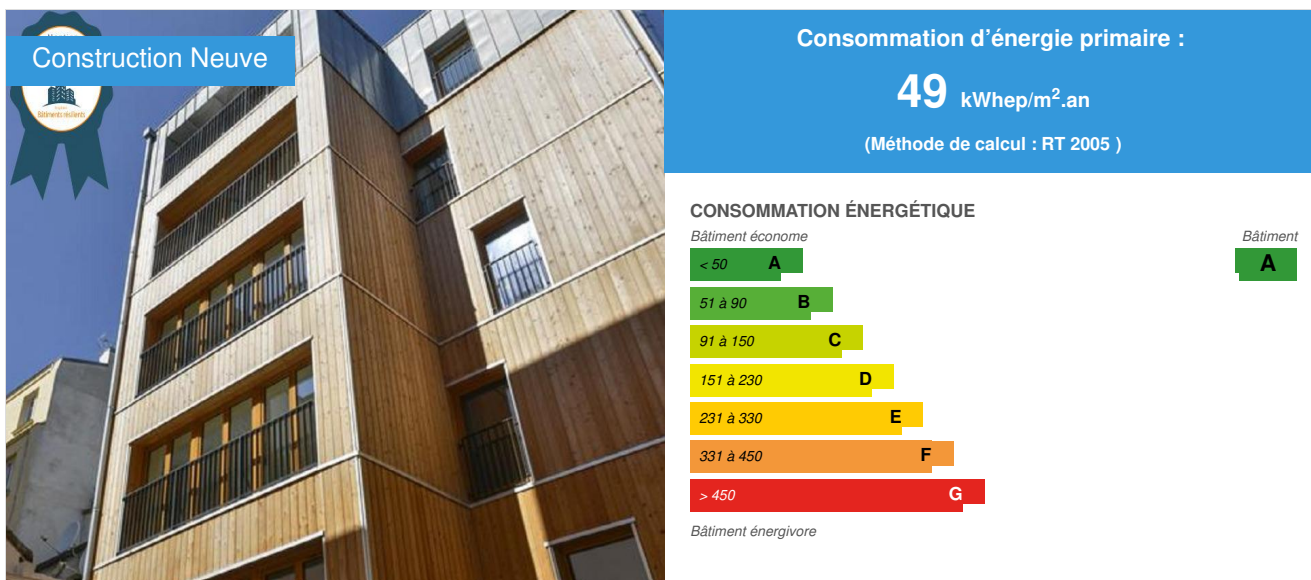 Construction Neuve
Bâtiments résilients
Consommation d'énergie primaire :
49 kWhep/m².an
(Méthode de calcul : RT 2005 )
CONSOMMATION ÉNERGÉTIQUE
Bâtiment économe
Bâtiment
< 50 A
A
51 à 90 B
91 à 150 C
151 à 230 D
231 à 330 E
331 à 450 F
> 450 G
Bâtiment énergivore